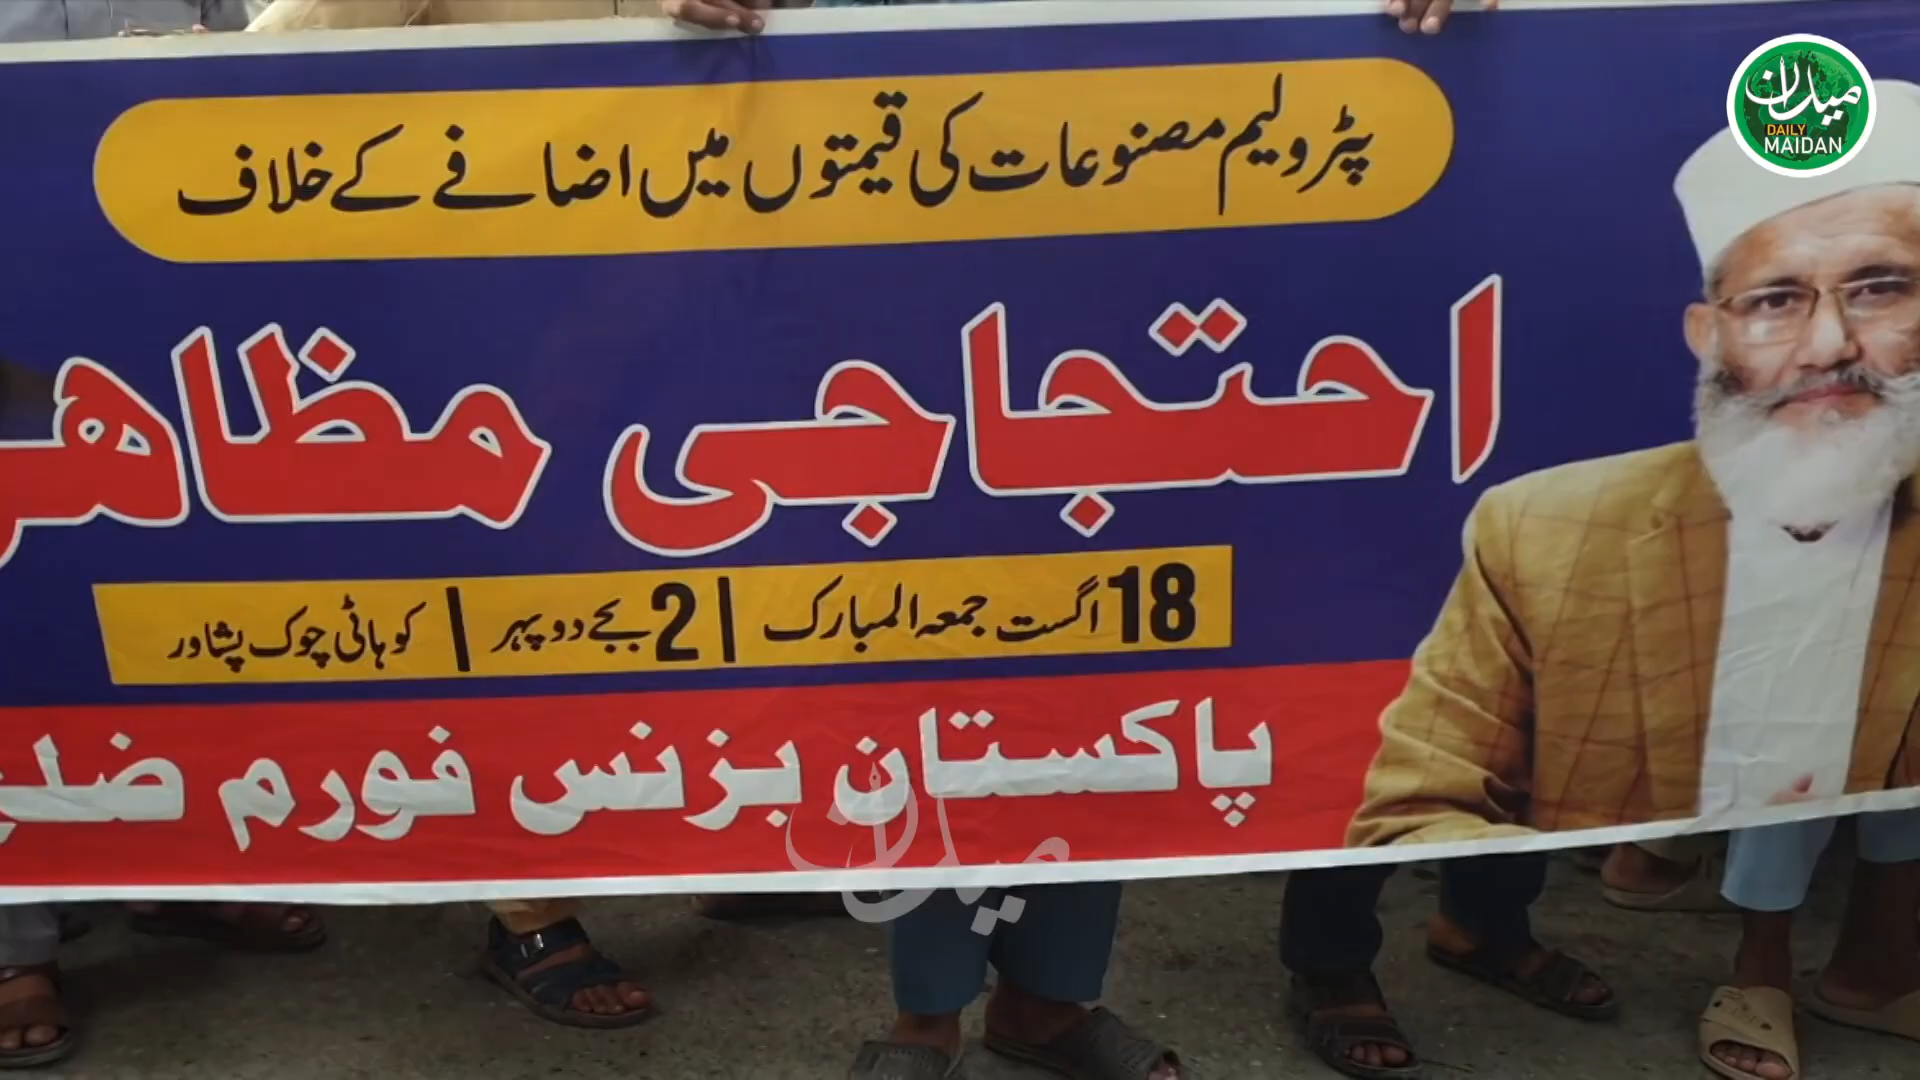 پٹرولیم مصنوعات کی قیمتوں میں اضافے کے خلاف
احتجاجی
18 اگست جمعہ المبارک | 2 بجے دوپہر | کوہاٹی چوک پشاور
پاکستان بزنس فورم
میدان
DAILY
MAIDAN
میدان